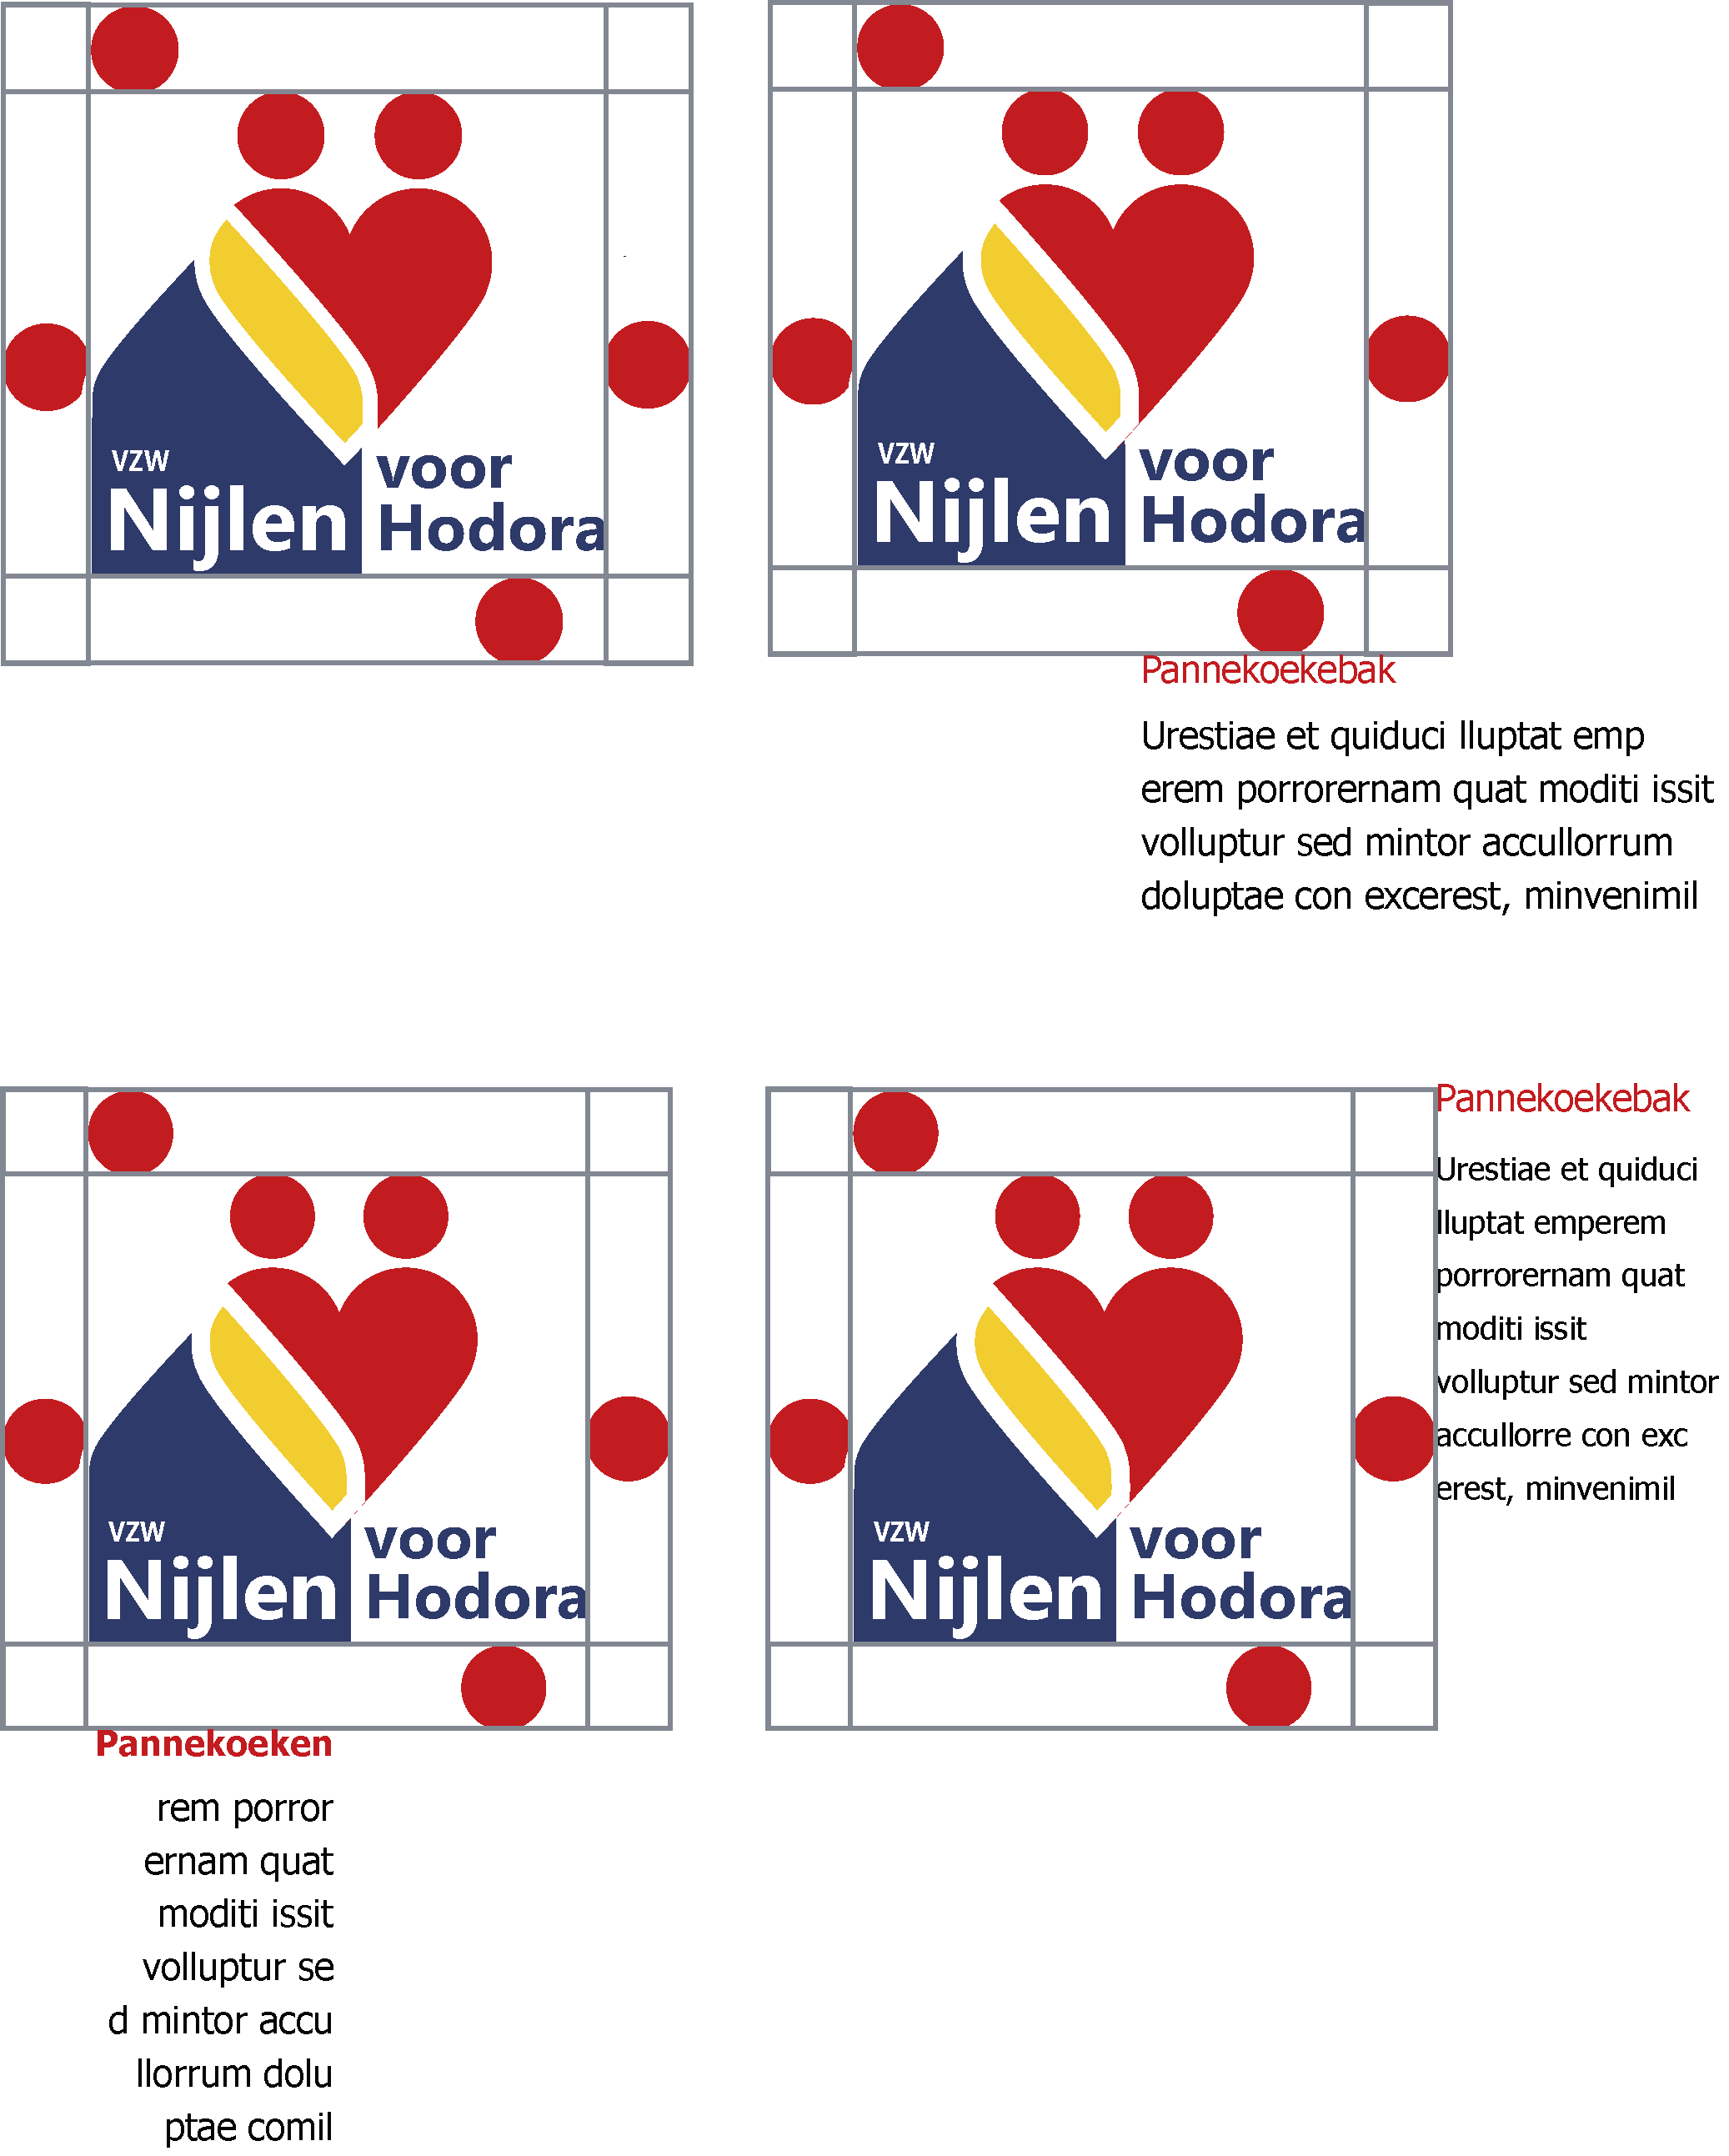 VZW
Nijlen
voor
Hodora
VZW
Nijlen
voor
Hodora
Pannekoekebak
Urestiae et quiduci lluptat emp
erem porrorernam quat moditi issit
volluptur sed mintor accullorrum
doluptae con excerest, minvenimil
VZW
Nijlen
voor
Hodora
Pannekoeken
rem porror
ernam quat
moditi issit
volluptur se
d mintor accu
llorrum dolu
ptae comil
VZW
Nijlen
voor
Hodora
Pannekoekebak
Urestiae et quiduci
lluptat emperem
porrorernam quat
moditi issit
volluptur sed mintor
accullorre con exc
erest, minvenimil